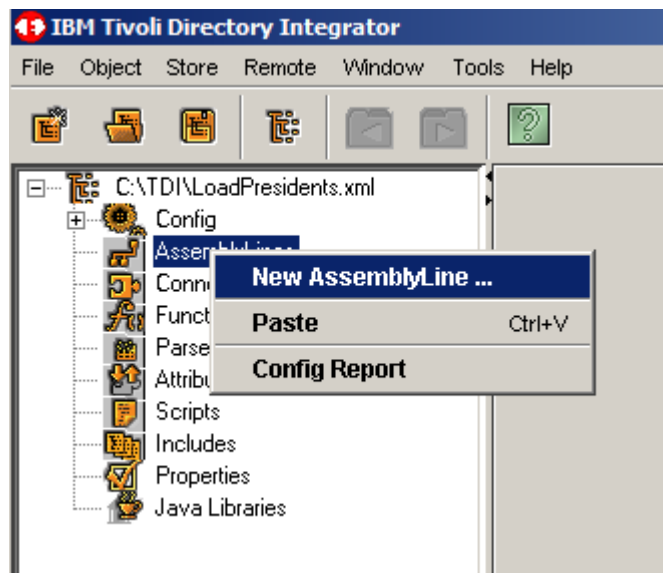 IBM Tivoli Directory Integrator
File Object Store Remote Window Tools Help
C:\TDI\LoadPresidents.xml
Config
AssemblyLines
New AssemblyLine ...
Paste Ctrl+V
Config Report
Scripts
Includes
Properties
Java Libraries